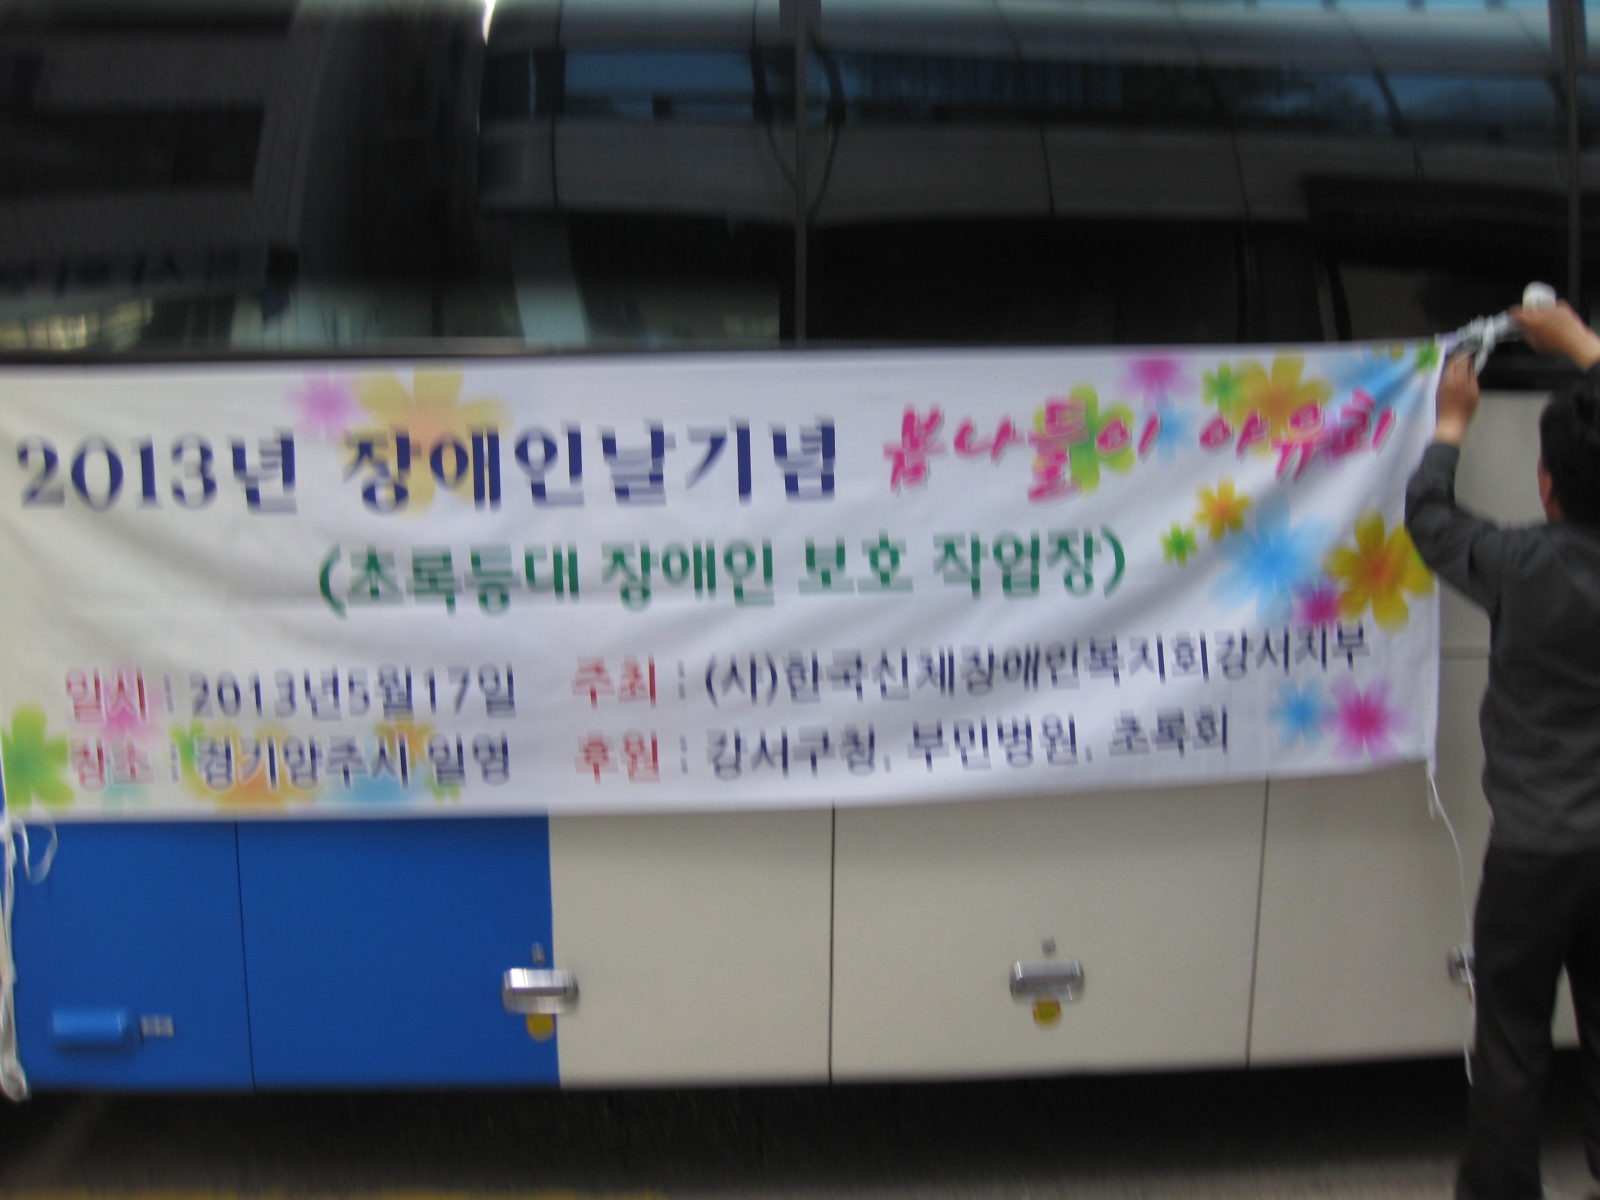 2013년 장애인날기념 봄나들이 야유회
(초록등대 장애인 보호 작업장)
일시 : 2013년5월17일 주최 : (사)한국신체장애인복지회강서지부
장소 : 경기양주시 일영 후원 : 강서구청, 부민병원, 초록회